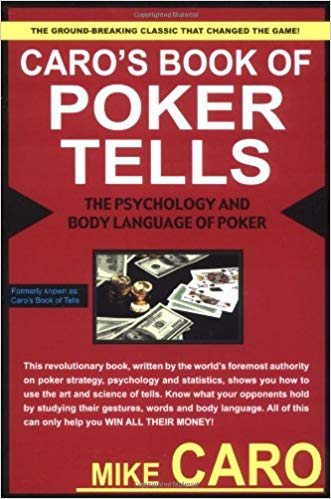 THE GROUND-BREAKING CLASSIC THAT CHANGED THE GAME!
CARO'S BOOK OF
POKER
TELLS
THE PSYCHOLOGY AND
BODY LANGUAGE OF POKER
Formerly known as:
Caro's Book of Tells
This revolutionary book, written by the world's foremost authority
on poker strategy, psychology and statistics, shows you how to
use the art and science of tells. Know what your opponents hold
by studying their gestures, words and body language. All of this
can only help you WIN ALL THEIR MONEY!
MIKE CARO